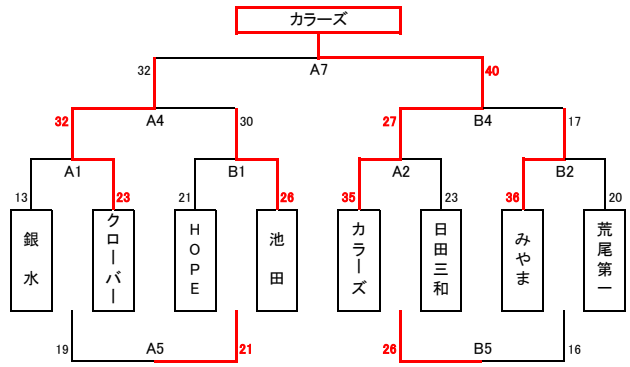 カラーズ
32 A7 40
32 A4 30 27 B4 17
A1 B1 A2 B2
13 23 21 26 35 23 36 20
銀水
クローバー
HOPE
池田
カラーズ
日田三和
みやま
荒尾第一
19 A5 21 26 B5 16